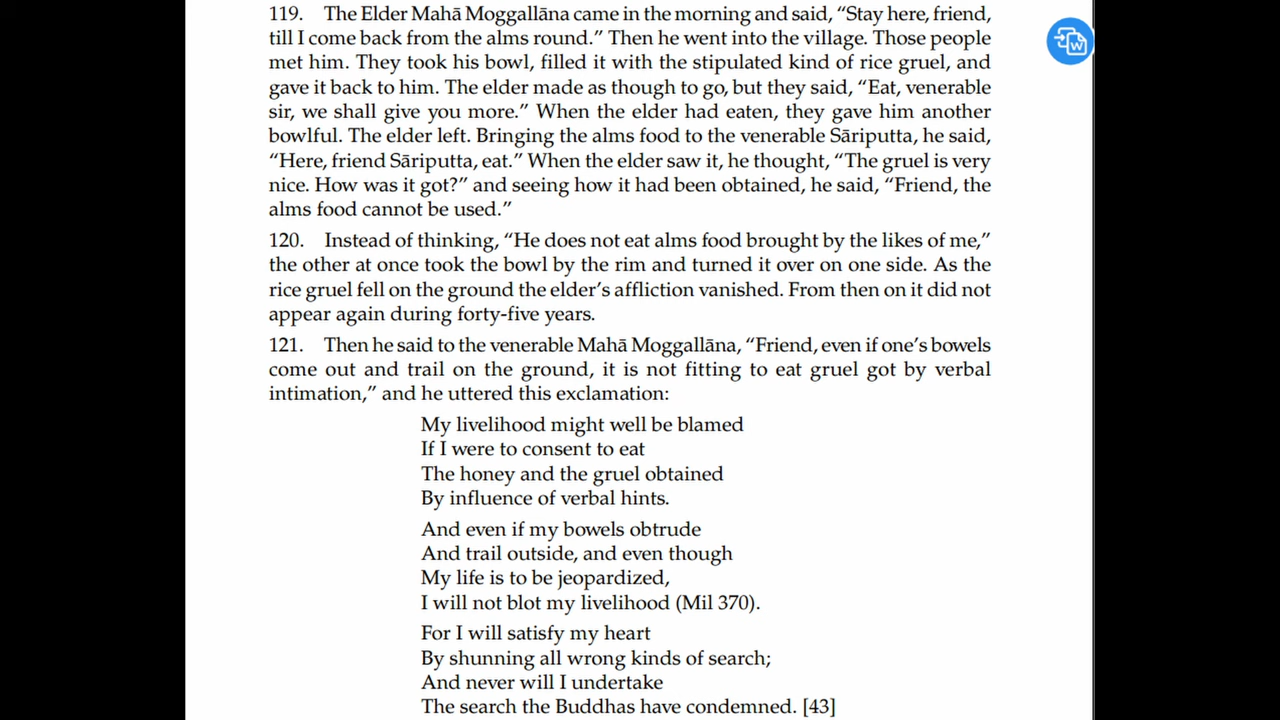 119. The Elder Mahā Moggallāna came in the morning and said, “Stay here, friend,
till I come back from the alms round.” Then he went into the village. Those people
met him. They took his bowl, filled it with the stipulated kind of rice gruel, and
gave it back to him. The elder made as though to go, but they said, “Eat, venerable
sir, we shall give you more.” When the elder had eaten, they gave him another
bowlful. The elder left. Bringing the alms food to the venerable Sāriputta, he said,
“Here, friend Sāriputta, eat.” When the elder saw it, he thought, “The gruel is very
nice. How was it got?” and seeing how it had been obtained, he said, “Friend, the
alms food cannot be used.”
120. Instead of thinking, “He does not eat alms food brought by the likes of me,”
the other at once took the bowl by the rim and turned it over on one side. As the
rice gruel fell on the ground the elder’s affliction vanished. From then on it did not
appear again during forty-five years.
121. Then he said to the venerable Mahā Moggallāna, “Friend, even if one’s bowels
come out and trail on the ground, it is not fitting to eat gruel got by verbal
intimation,” and he uttered this exclamation:
My livelihood might well be blamed
If I were to consent to eat
The honey and the gruel obtained
By influence of verbal hints.
And even if my bowels obtrude
And trail outside, and even though
My life is to be jeopardized,
I will not blot my livelihood (Mil 370).
For I will satisfy my heart
By shunning all wrong kinds of search;
And never will I undertake
The search the Buddhas have condemned. [43]
W